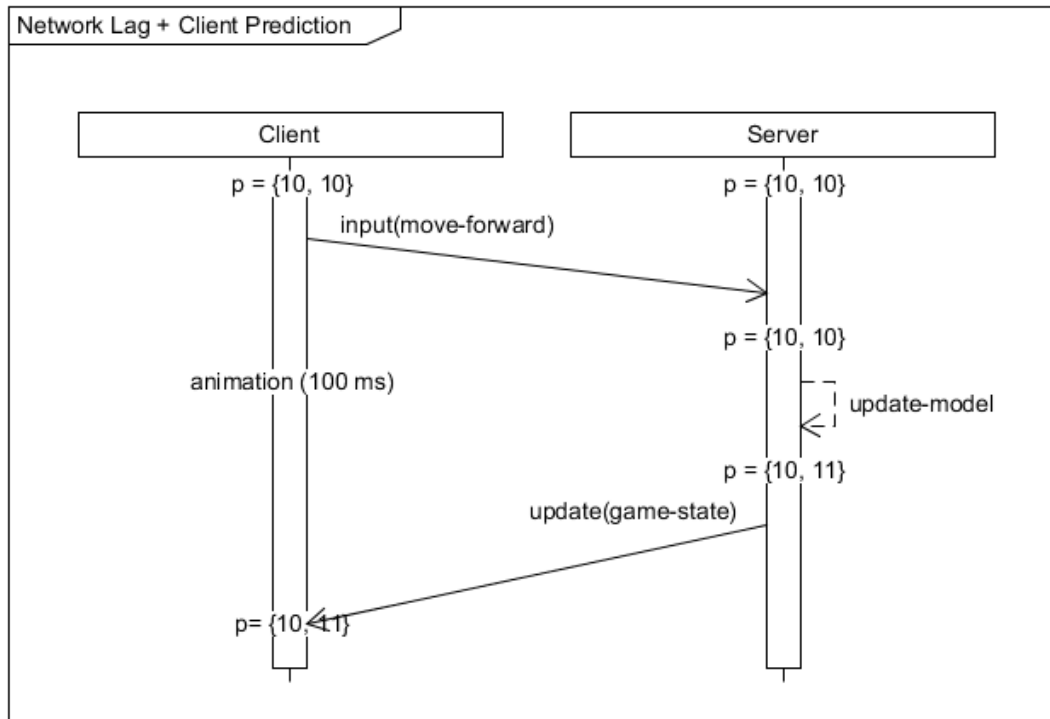 Network Lag + Client Prediction
Client
Server
p = {10, 10}
p = {10, 10}
input(move-forward)
p = {10, 10}
animation (100 ms)
update-model
p = {10, 11}
update(game-state)
p= {10, 11}